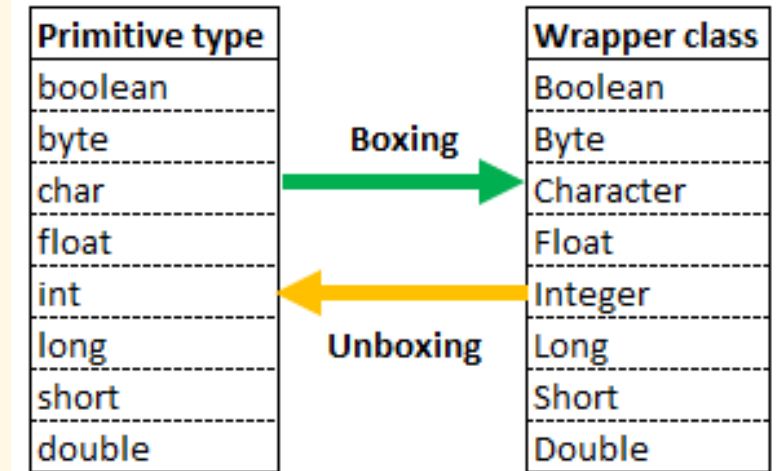 Primitive type Wrapper class
boolean Boolean
byte Boxing Byte
char Character
float Float
int Integer
long Unboxing Long
short Short
double Double